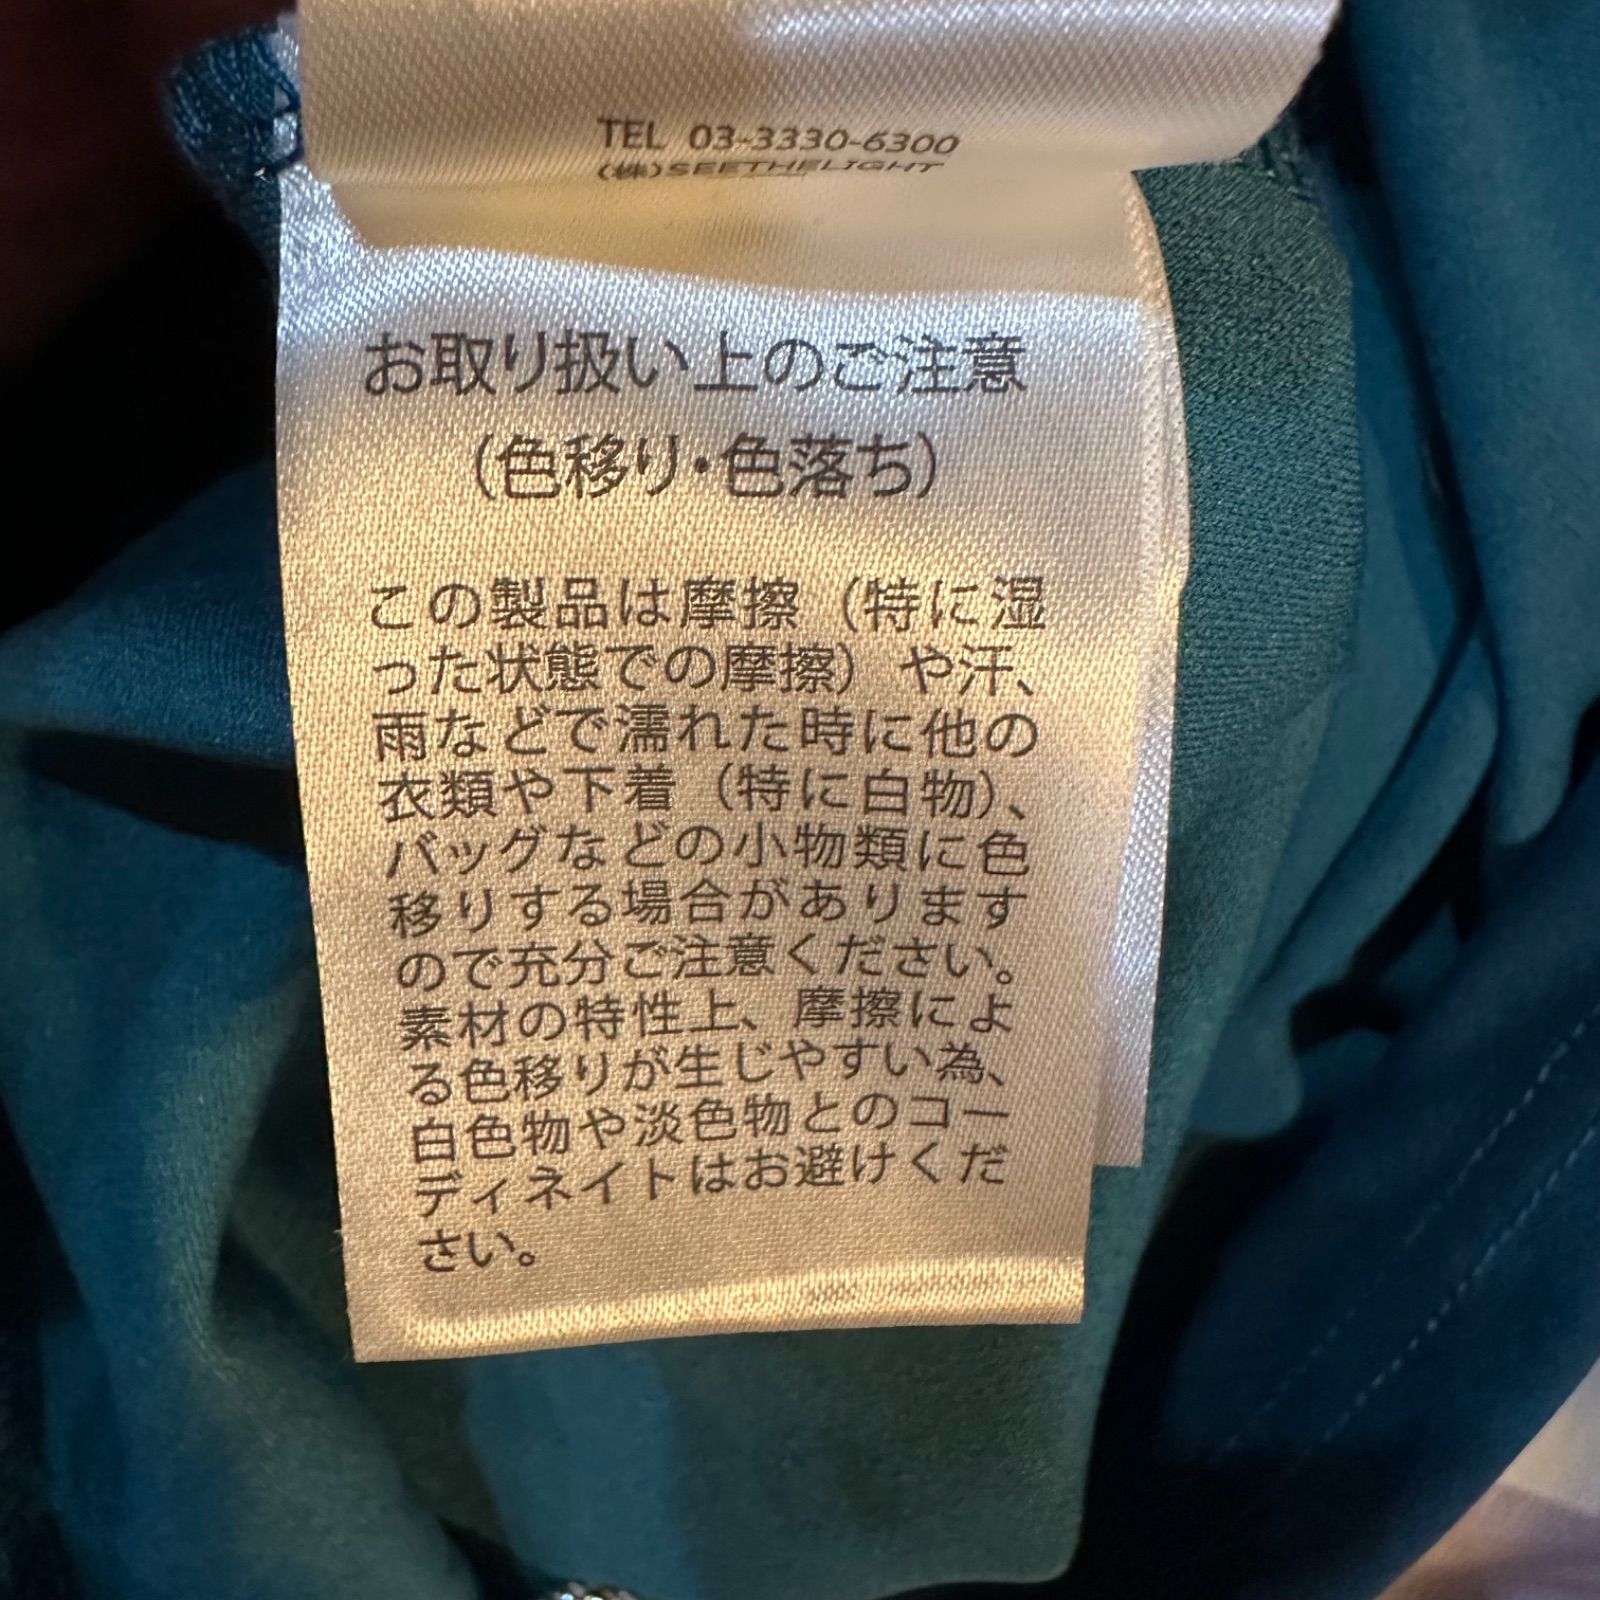 TEL 03-3330-6300
(株)SEETHELIGHT
お取り扱い上のご注意
(色移り・色落ち)
この製品は摩擦（特に湿
った状態での摩擦）や汗、
雨などで濡れた時に他の
衣類や下着（特に白物）、
バッグなどの小物類に色
移りする場合があります
ので充分ご注意ください。
素材の特性上、摩擦によ
る色移りが生じやすい為、
白色物や淡色物とのコー
ディネイトはお避けくだ
さい。